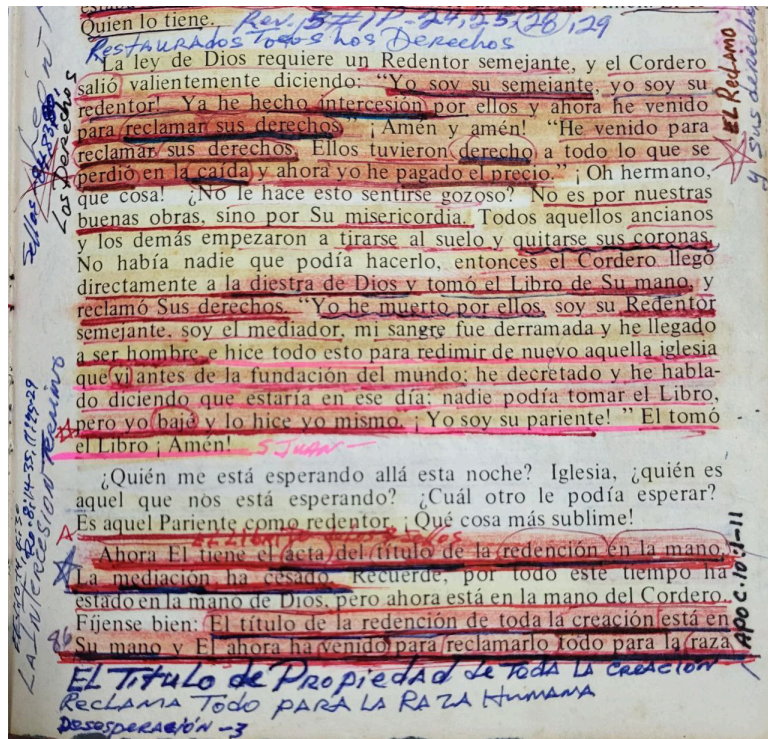 Quien lo tiene.
Rev. 5 #1P-24,25,(28),29
Restaurados Todos Los Derechos
La ley de Dios requiere un Redentor semejante, y el Cordero
salió valientemente diciendo: “Yo soy su semejante, yo soy su
redentor! Ya he hecho intercesión por ellos y ahora he venido
para reclamar sus derechos. ¡Amén y amén! “He venido para
reclamar sus derechos. Ellos tuvieron derecho a todo lo que se
perdió en la caída y ahora yo he pagado el precio.” ¡Oh hermano,
que cosa! ¿No le hace esto sentirse gozoso? No es por nuestras
buenas obras, sino por Su misericordia. Todos aquellos ancianos
y los demás empezaron a tirarse al suelo y quitarse sus coronas.
No había nadie que podía hacerlo, entonces el Cordero llegó
directamente a la diestra de Dios y tomó el Libro de Su mano, y
reclamó Sus derechos. “Yo he muerto por ellos, soy su Redentor
semejante, soy el mediador, mi sangre fue derramada y he llegado
a ser hombre e hice todo esto para redimir de nuevo aquella iglesia
que vi antes de la fundación del mundo; he decretado y he habla-
do diciendo que estaría en ese día; nadie podía tomar el Libro,
pero yo bajé y lo hice yo mismo. ¡Yo soy su pariente!” El tomó
el Libro ¡Amén!
5 Juan
¿Quién me está esperando allá esta noche? Iglesia, ¿quién es
aquel que nos está esperando? ¿Cuál otro le podía esperar?
Es aquel Pariente como redentor. ¡Qué cosa más sublime!
Ahora El tiene el acta del título de la redención en la mano.
La mediación ha cesado. Recuerde, por todo este tiempo ha
estado en la mano de Dios, pero ahora está en la mano del Cordero.
Fíjense bien: El título de la redención de toda la creación está en
Su mano y El ahora ha venido para reclamarlo todo para la raza
86
El Titulo de Propiedad de Toda La Creación
Reclama Todo Para La Raza Humana
Desesperación -3
Los Derechos
La Intercesion Termino
El Reclamo
y sus derechos
Apoc. 10:1-11